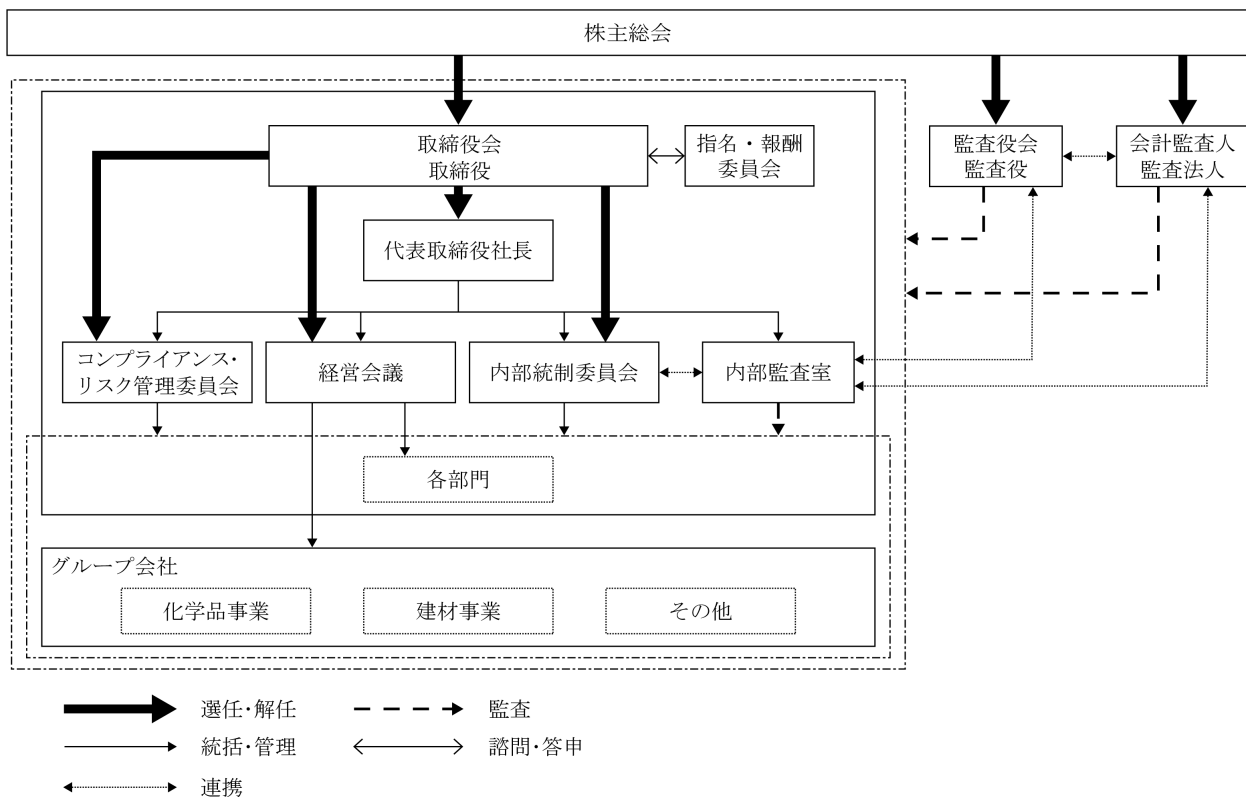 株主総会
取締役会
取締役
指名・報酬
委員会
監査役会
監査役
会計監査人
監査法人
代表取締役社長
コンプライアンス・
リスク管理委員会
経営会議
内部統制委員会
内部監査室
各部門
グループ会社
化学品事業
建材事業
その他
選任・解任
監査
統括・管理
諮問・答申
連携